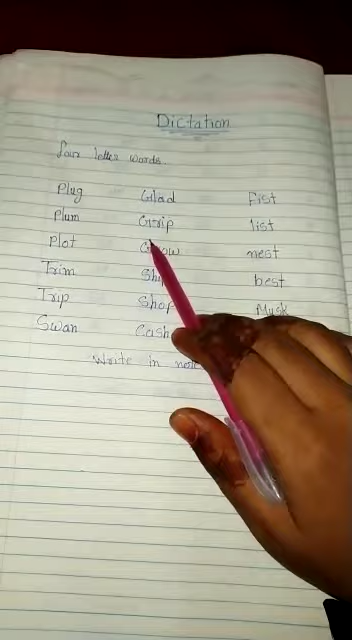 Dictation
four letter words
Plug Glad Fist
Plum Grip list
Plot nest
Trim best
Trip Shop Musk
Swan Cash
Write in